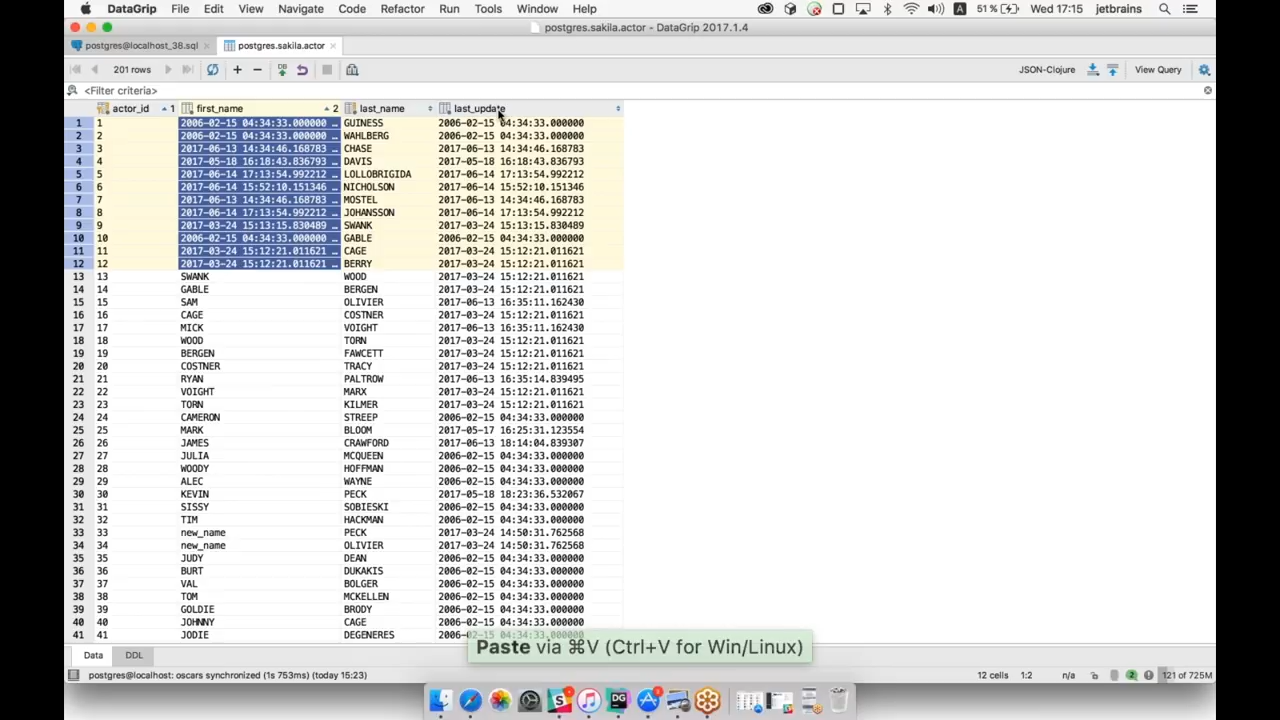 DataGrip File Edit View Navigate Code Refactor Run Tools Window Help 51% Wed 17:15 jetbrains
postgres.sakila.actor - DataGrip 2017.1.4
postgres@localhost_38.sql postgres.sakila.actor
201 rows DB JSON-Clojure View Query
<Filter criteria>
actor_id 1 first_name 2 last_name last_update
1 1 2006-02-15 04:34:33.000000 … GUINESS 2006-02-15 04:34:33.000000
2 2 2006-02-15 04:34:33.000000 … WAHLBERG 2006-02-15 04:34:33.000000
3 3 2017-06-13 14:34:46.168783 … CHASE 2017-06-13 14:34:46.168783
4 4 2017-05-18 16:18:43.836793 … DAVIS 2017-05-18 16:18:43.836793
5 5 2017-06-14 17:13:54.992212 … LOLLOBRIGIDA 2017-06-14 17:13:54.992212
6 6 2017-06-14 15:52:10.151346 … NICHOLSON 2017-06-14 15:52:10.151346
7 7 2017-06-13 14:34:46.168783 … MOSTEL 2017-06-13 14:34:46.168783
8 8 2017-06-14 17:13:54.992212 … JOHANSSON 2017-06-14 17:13:54.992212
9 9 2017-03-24 15:13:15.830489 … SWANK 2017-03-24 15:13:15.830489
10 10 2006-02-15 04:34:33.000000 … GABLE 2006-02-15 04:34:33.000000
11 11 2017-03-24 15:12:21.011621 … CAGE 2017-03-24 15:12:21.011621
12 12 2017-03-24 15:12:21.011621 … BERRY 2017-03-24 15:12:21.011621
13 13 SWANK WOOD 2017-03-24 15:12:21.011621
14 14 GABLE BERGEN 2017-03-24 15:12:21.011621
15 15 SAM OLIVIER 2017-06-13 16:35:11.162430
16 16 CAGE COSTNER 2017-03-24 15:12:21.011621
17 17 MICK VOIGHT 2017-06-13 16:35:11.162430
18 18 WOOD TORN 2017-03-24 15:12:21.011621
19 19 BERGEN FAWCETT 2017-03-24 15:12:21.011621
20 20 COSTNER TRACY 2017-03-24 15:12:21.011621
21 21 RYAN PALTROW 2017-06-13 16:35:14.839495
22 22 VOIGHT MARX 2017-03-24 15:12:21.011621
23 23 TORN KILMER 2017-03-24 15:12:21.011621
24 24 CAMERON STREEP 2006-02-15 04:34:33.000000
25 25 MARK BLOOM 2017-05-17 16:25:31.123554
26 26 JAMES CRAWFORD 2017-06-13 18:14:04.839307
27 27 JULIA MCQUEEN 2006-02-15 04:34:33.000000
28 28 WOODY HOFFMAN 2006-02-15 04:34:33.000000
29 29 ALEC WAYNE 2006-02-15 04:34:33.000000
30 30 KEVIN PECK 2017-05-18 18:23:36.532067
31 31 SISSY SOBIESKI 2006-02-15 04:34:33.000000
32 32 TIM HACKMAN 2006-02-15 04:34:33.000000
33 33 new_name PECK 2017-03-24 14:50:31.762568
34 34 new_name OLIVIER 2017-03-24 14:50:31.762568
35 35 JUDY DEAN 2006-02-15 04:34:33.000000
36 36 BURT DUKAKIS 2006-02-15 04:34:33.000000
37 37 VAL BOLGER 2006-02-15 04:34:33.000000
38 38 TOM MCKELLEN 2006-02-15 04:34:33.000000
39 39 GOLDIE BRODY 2006-02-15 04:34:33.000000
40 40 JOHNNY CAGE 2006-02-15 04:34:33.000000
41 41 JODIE DEGENERES 2006-02-15 04:34:33.000000
Paste via ⌘V (Ctrl+V for Win/Linux)
Data DDL
postgres@localhost: oscars synchronized (1s 753ms) (today 15:23) 12 cells 1:2 n/a 2 121 of 725M
DG